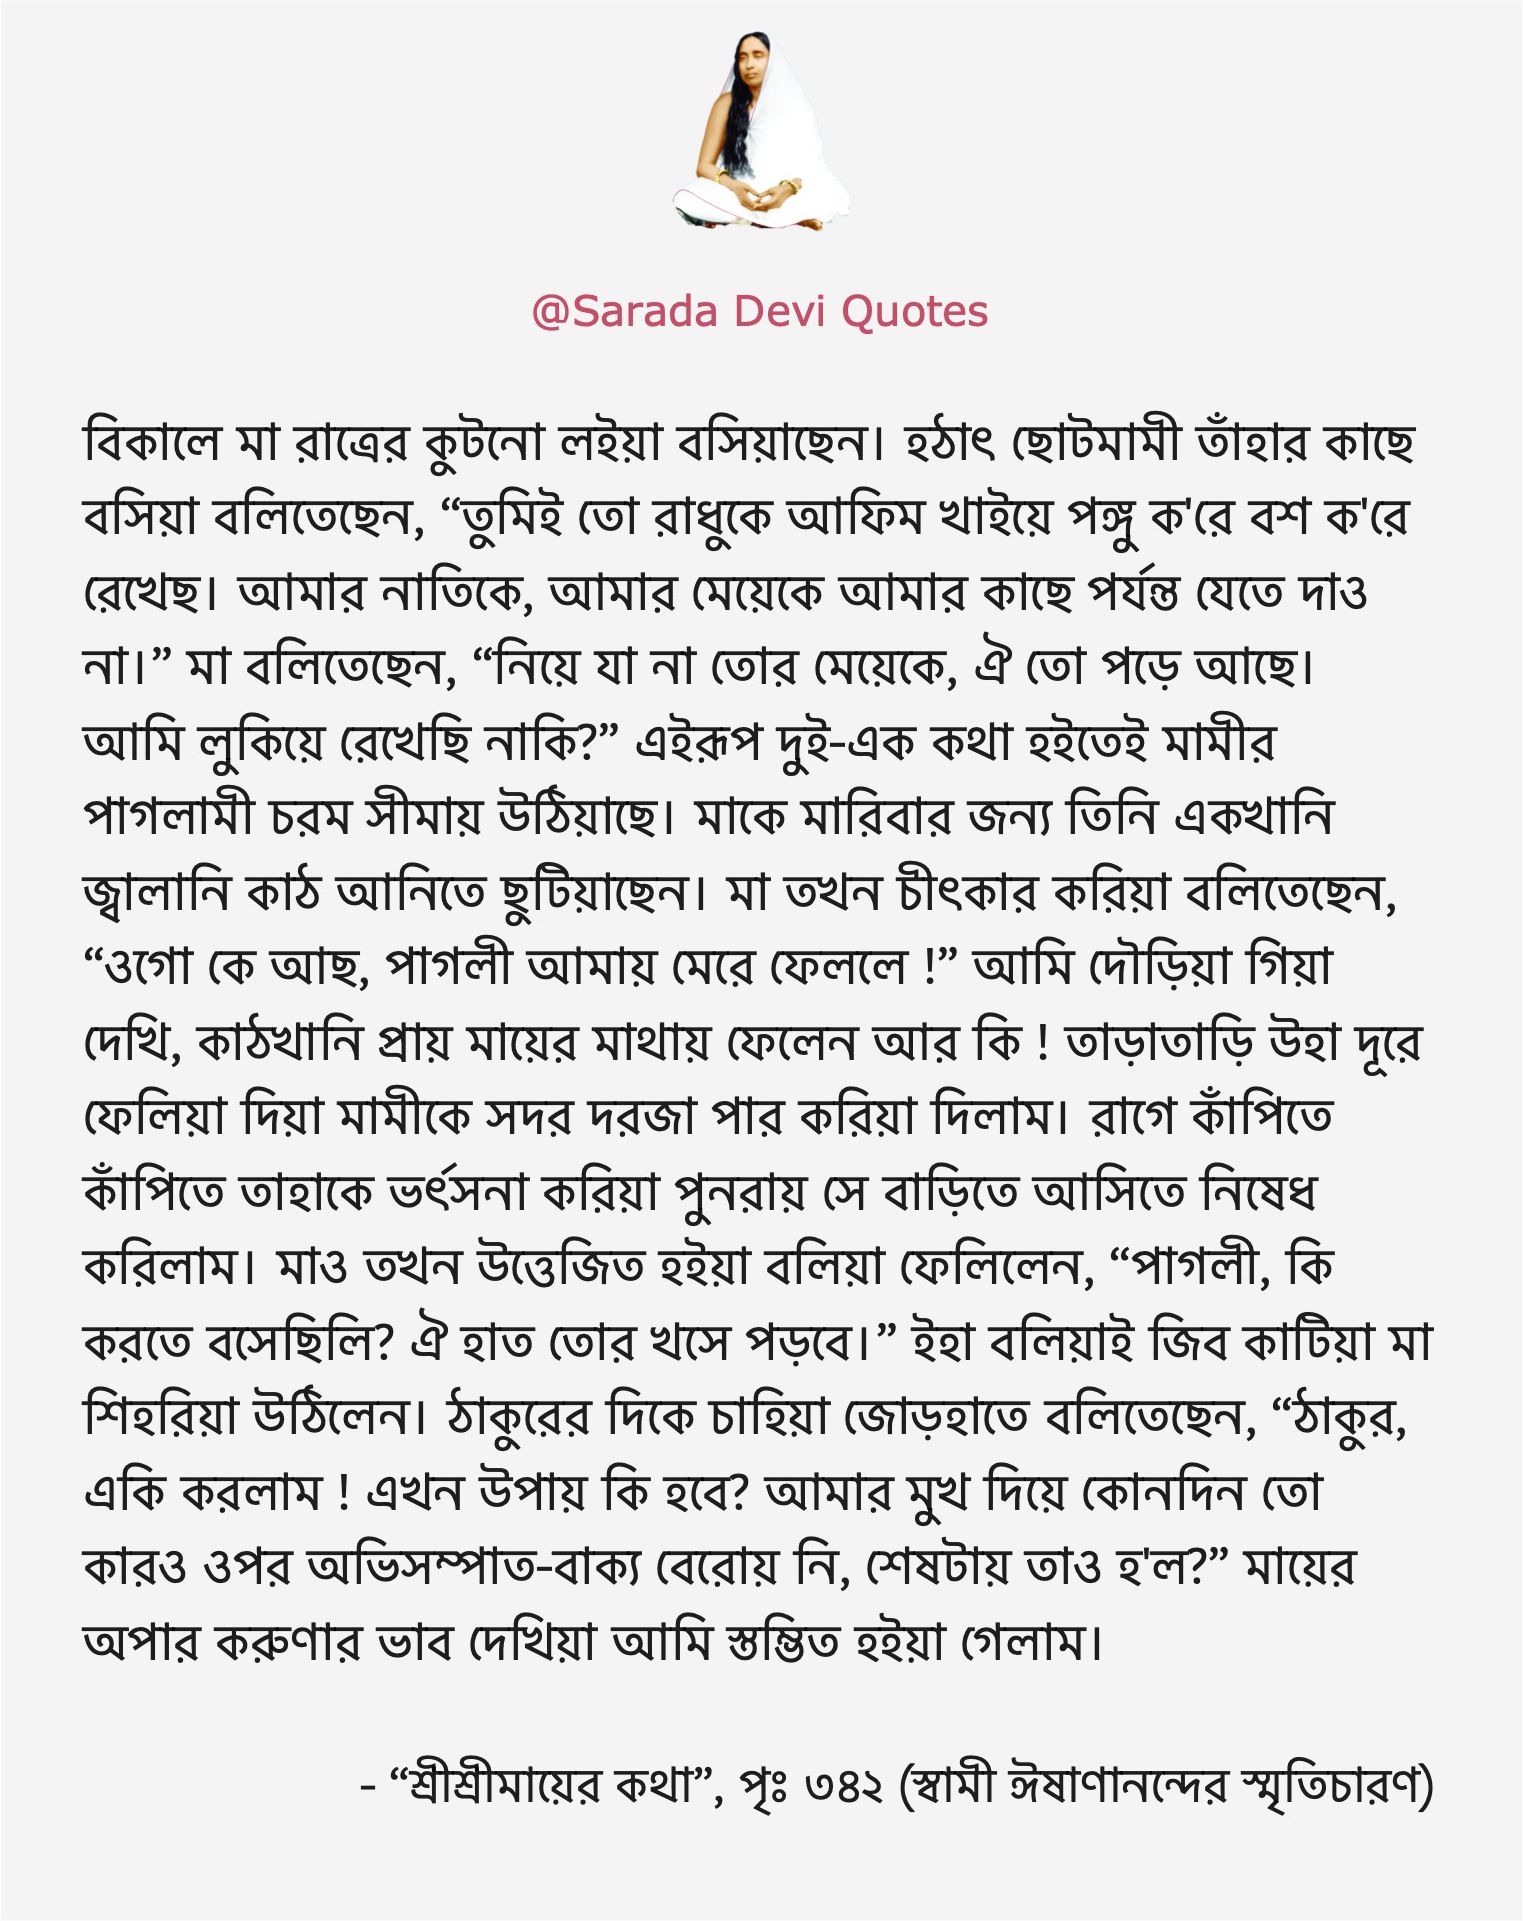 @Sarada Devi Quotes
বিকালে মা রাত্রের কুটনো লইয়া বসিয়াছেন। হঠাৎ ছোটমামী তাঁহার কাছে
বসিয়া বলিতেছেন, “তুমিই তো রাধুকে আফিম খাইয়ে পঙ্গু ক'রে বশ ক'রে
রেখেছ। আমার নাতিকে, আমার মেয়েকে আমার কাছে পর্যন্ত যেতে দাও
না।” মা বলিতেছেন, “নিয়ে যা না তোর মেয়েকে, ঐ তো পড়ে আছে।
আমি লুকিয়ে রেখেছি নাকি?” এইরূপ দুই-এক কথা হইতেই মামীর
পাগলামী চরম সীমায় উঠিয়াছে। মাকে মারিবার জন্য তিনি একখানি
জ্বালানি কাঠ আনিতে ছুটিয়াছেন। মা তখন চীৎকার করিয়া বলিতেছেন,
“ওগো কে আছ, পাগলী আমায় মেরে ফেললে !” আমি দৌড়িয়া গিয়া
দেখি, কাঠখানি প্রায় মায়ের মাথায় ফেলেন আর কি ! তাড়াতাড়ি উহা দূরে
ফেলিয়া দিয়া মামীকে সদর দরজা পার করিয়া দিলাম। রাগে কাঁপিতে
কাঁপিতে তাহাকে ভর্ৎসনা করিয়া পুনরায় সে বাড়িতে আসিতে নিষেধ
করিলাম। মাও তখন উত্তেজিত হইয়া বলিয়া ফেলিলেন, “পাগলী, কি
করতে বসেছিলি? ঐ হাত তোর খসে পড়বে।” ইহা বলিয়াই জিব কাটিয়া মা
শিহরিয়া উঠিলেন। ঠাকুরের দিকে চাহিয়া জোড়হাতে বলিতেছেন, “ঠাকুর,
একি করলাম ! এখন উপায় কি হবে? আমার মুখ দিয়ে কোনদিন তো
কারও ওপর অভিসম্পাত-বাক্য বেরোয় নি, শেষটায় তাও হ'ল?” মায়ের
অপার করুণার ভাব দেখিয়া আমি স্তম্ভিত হইয়া গেলাম।
- “শ্রীশ্রীমায়ের কথা”, পৃঃ ৩৪২ (স্বামী ঈষাণানন্দের স্মৃতিচারণ)